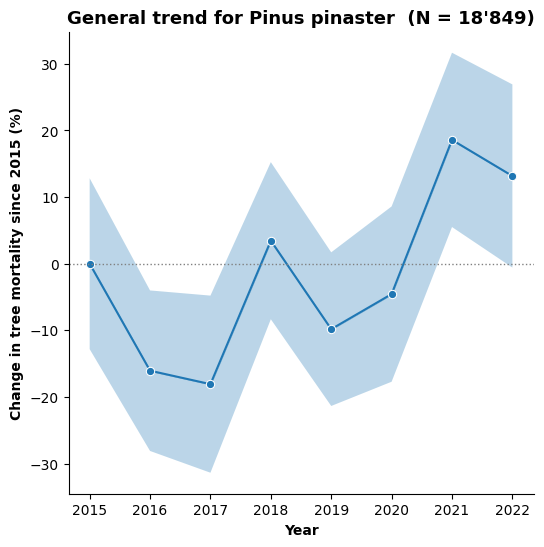 General trend for Pinus pinaster  (N = 18'849)
Change in tree mortality since 2015 (%)
30
20
10
0
−10
−20
−30
2015 2016 2017 2018 2019 2020 2021 2022
Year